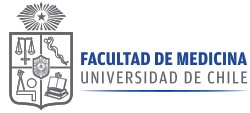 FACULTAD DE MEDICINA
UNIVERSIDAD DE CHILE